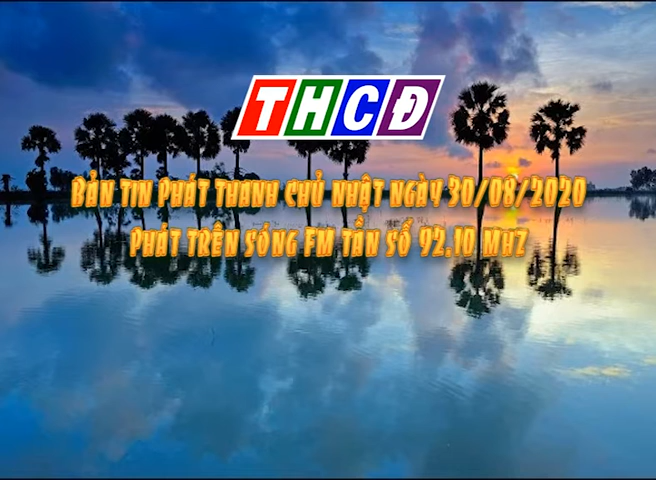 THCĐ
Bản tin Phát thanh chủ nhật ngày 30/08/2020
Phát trên sóng FM tần số 92.10 MHz